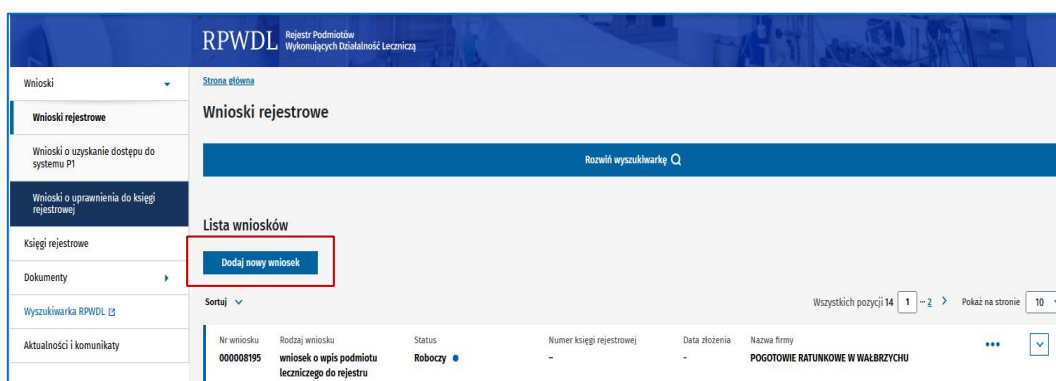 RPWDL Rejestr Podmiotów
Wykonujących Działalność Leczniczą
Wnioski
Wnioski rejestrowe
Wnioski o uzyskanie dostępu do
systemu P1
Wnioski o uprawnienia do księgi
rejestrowej
Księgi rejestrowe
Dokumenty
Wyszukiwarka RPWDL
Aktualności i komunikaty
Strona główna
Wnioski rejestrowe
Rozwiń wyszukiwarkę
Lista wniosków
Dodaj nowy wniosek
Sortuj
Wszystkich pozycji 14 1 ... 2 > Pokaż na stronie 10
Nr wniosku Rodzaj wniosku Status Numer księgi rejestrowej Data złożenia Nazwa firmy
000008195 wniosek o wpis podmiotu Roboczy – - POGOTOWIE RATUNKOWE W WAŁBRZYCHU
leczniczego do rejestru